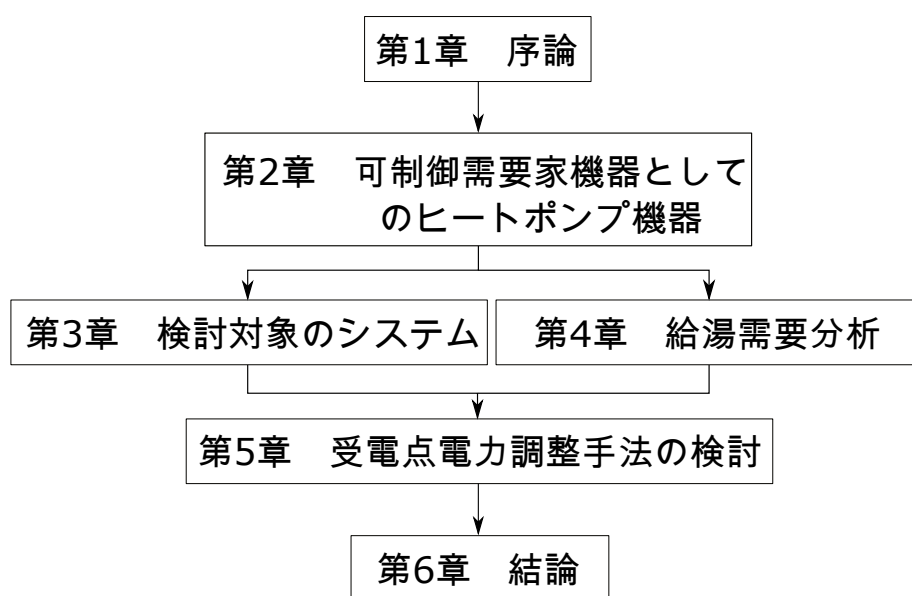 第1章　序論
第2章　可制御需要家機器として
のヒートポンプ機器
第3章　検討対象のシステム
第4章　給湯需要分析
第5章　受電点電力調整手法の検討
第6章　結論